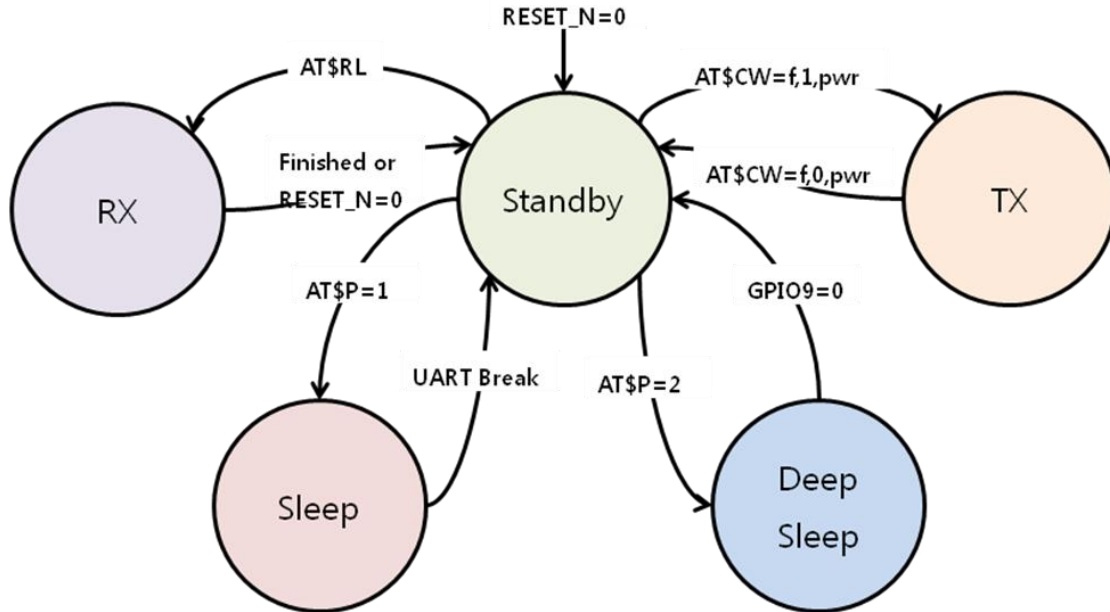 RESET_N=0
AT$RL
AT$CW=f,1,pwr
Finished or
RESET_N=0
AT$CW=f,0,pwr
RX
Standby
TX
AT$P=1
GPIO9=0
UART Break
AT$P=2
Sleep
Deep
Sleep